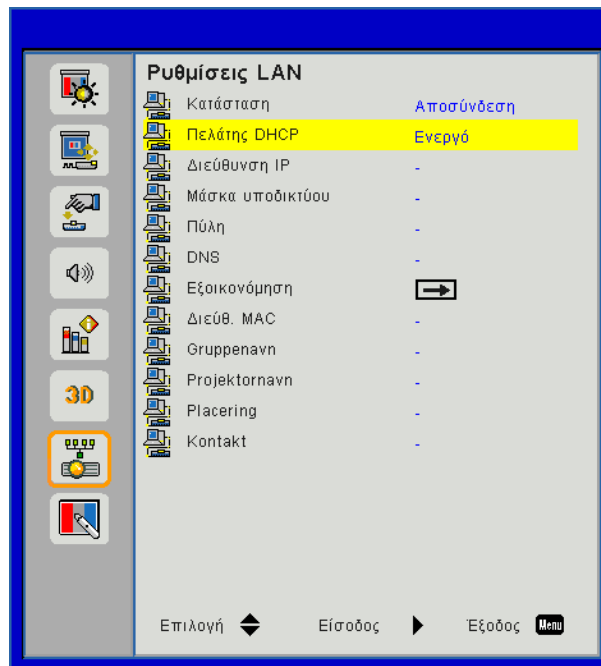 Ρυθμίσεις LAN
Κατάσταση Αποσύνδεση
Πελάτης DHCP Ενεργό
Διεύθυνση IP -
Μάσκα υποδικτύου -
Πύλη -
DNS -
Εξοικονόμηση
Διεύθ. MAC -
Gruppenavn -
Projektornavn -
Placering -
Kontakt -
3D
Επιλογή Είσοδος Έξοδος Menu